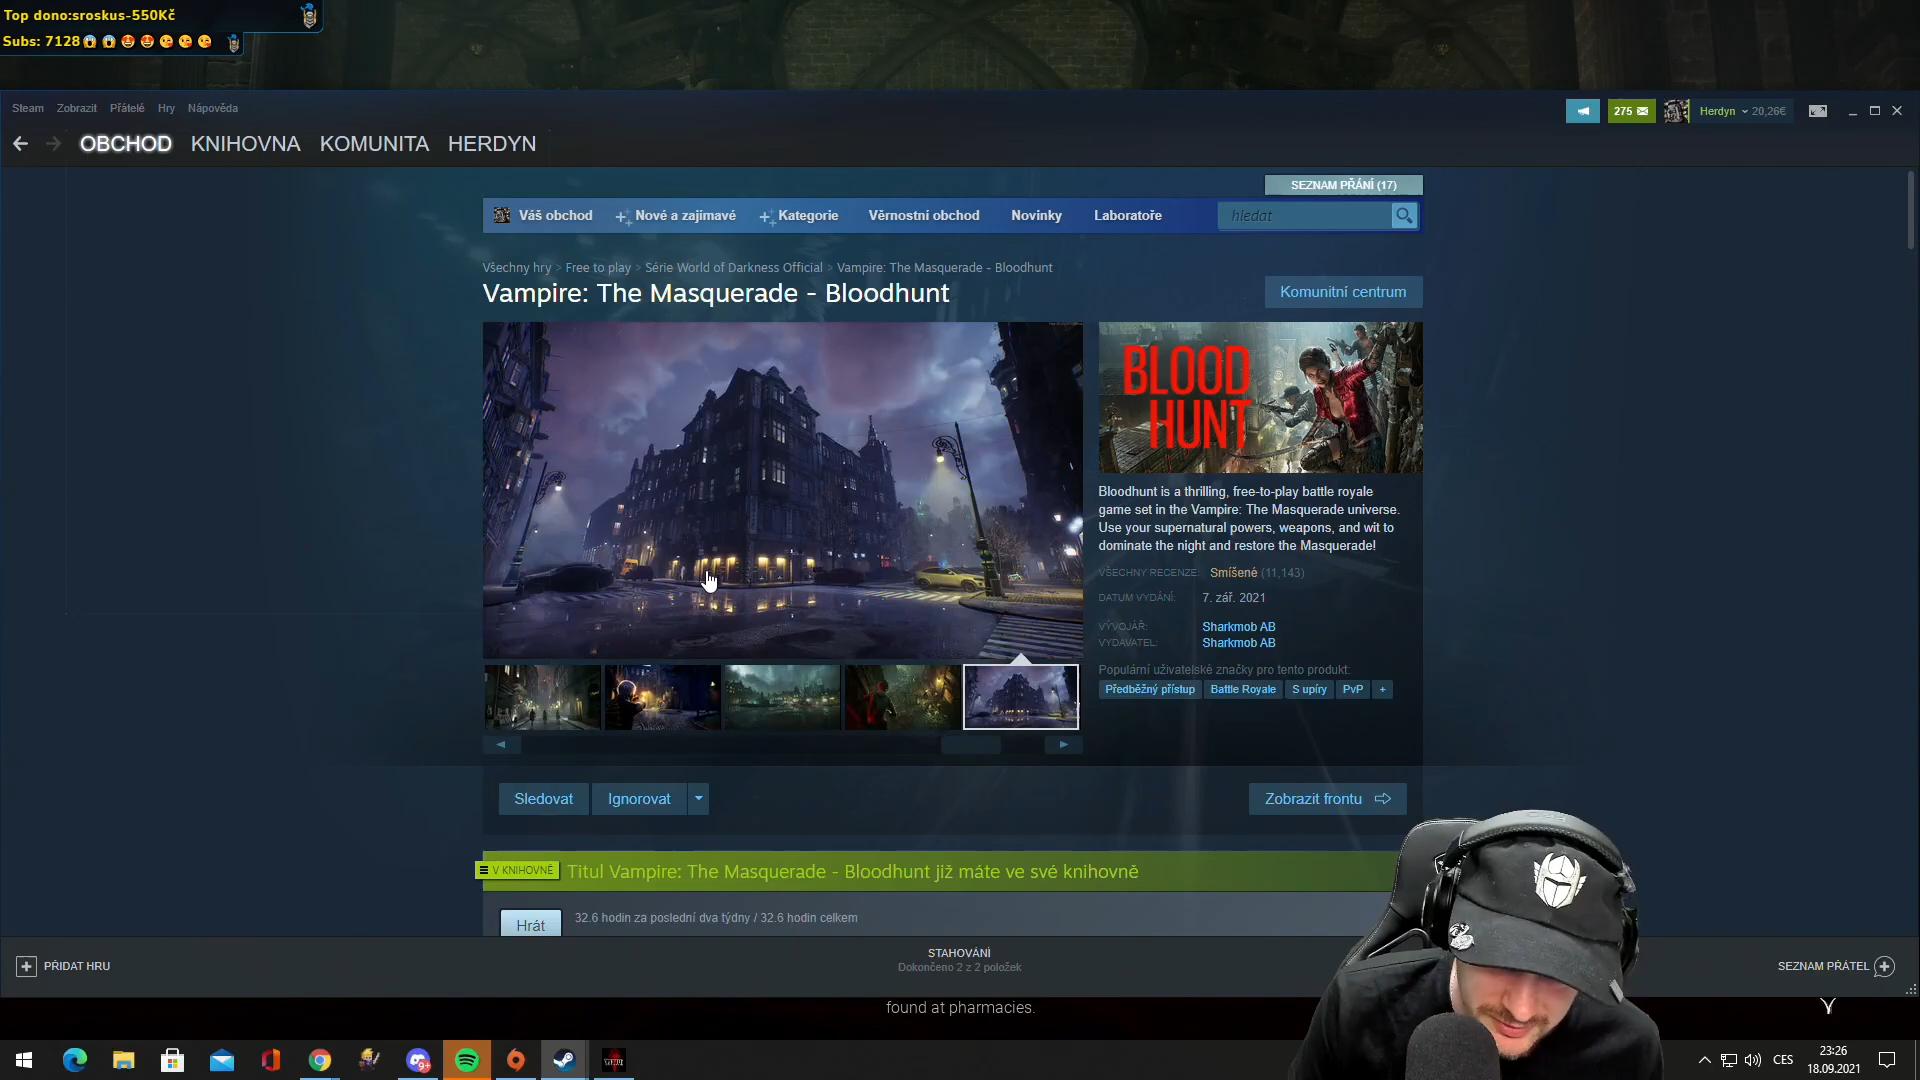 Top dono:sroskus-550Kč
Subs: 7128😱😱🤩🤩😘😘😘
Steam Zobrazit Přátelé Hry Nápověda
275
Herdyn 20,26€
OBCHOD KNIHOVNA KOMUNITA HERDYN
SEZNAM PŘÁNÍ (17)
Váš obchod Nové a zajímavé Kategorie Věrnostní obchod Novinky Laboratoře hledat
Všechny hry > Free to play > Série World of Darkness Official > Vampire: The Masquerade - Bloodhunt
Vampire: The Masquerade - Bloodhunt
Komunitní centrum
BLOOD
HUNT
Bloodhunt is a thrilling, free-to-play battle royale
game set in the Vampire: The Masquerade universe.
Use your supernatural powers, weapons, and wit to
dominate the night and restore the Masquerade!
VŠECHNY RECENZE: Smíšené (11,143)
DATUM VYDÁNÍ: 7. zář. 2021
VÝVOJÁŘ: Sharkmob AB
VYDAVATEL: Sharkmob AB
Populární uživatelské značky pro tento produkt:
Předběžný přístup Battle Royale S upíry PvP +
Sledovat Ignorovat
Zobrazit frontu
V KNIHOVNĚ Titul Vampire: The Masquerade - Bloodhunt již máte ve své knihovně
Hrát 32.6 hodin za poslední dva týdny / 32.6 hodin celkem
PŘIDAT HRU
STAHOVÁNÍ
Dokončeno 2 z 2 položek
SEZNAM PŘÁTEL
found at pharmacies.
9+
CES
23:26
18.09.2021